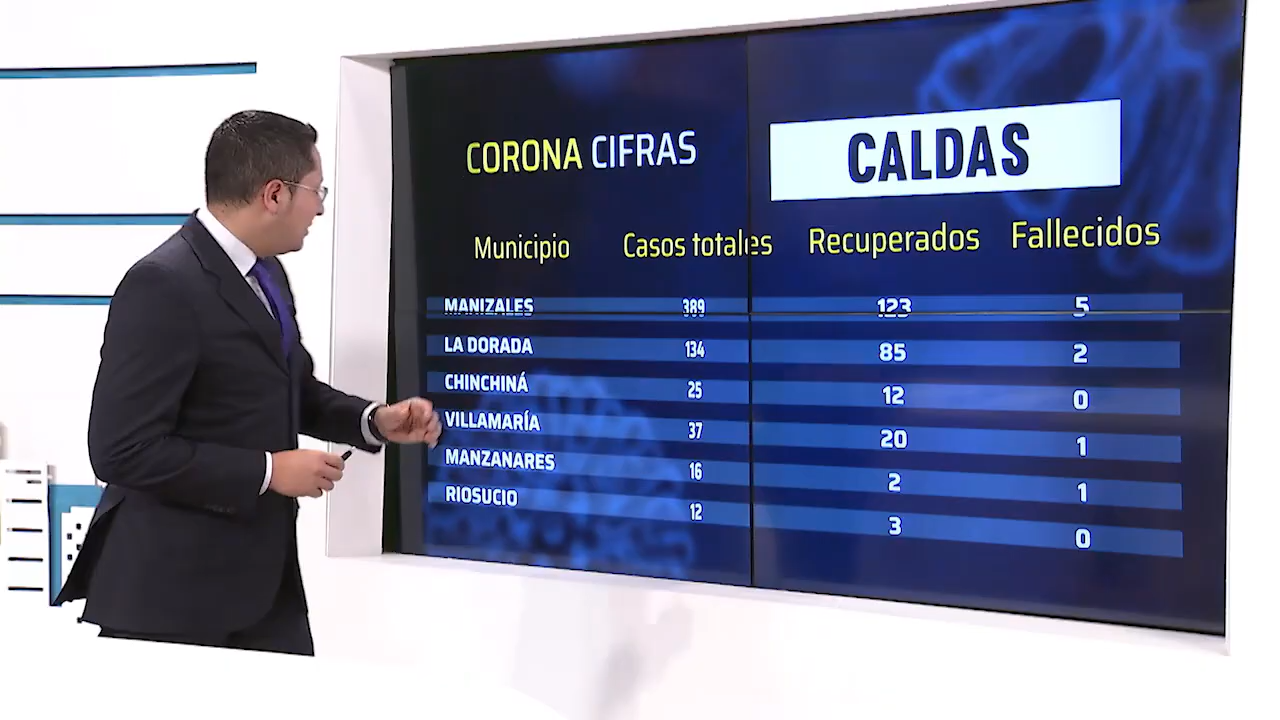 CORONA CIFRAS
CALDAS
Municipio Casos totales Recuperados Fallecidos
MANIZALES 389 123 5
LA DORADA 134 85 2
CHINCHINÁ 25 12 0
VILLAMARÍA 37 20 1
MANZANARES 16 2 1
RIOSUCIO 12 3 0